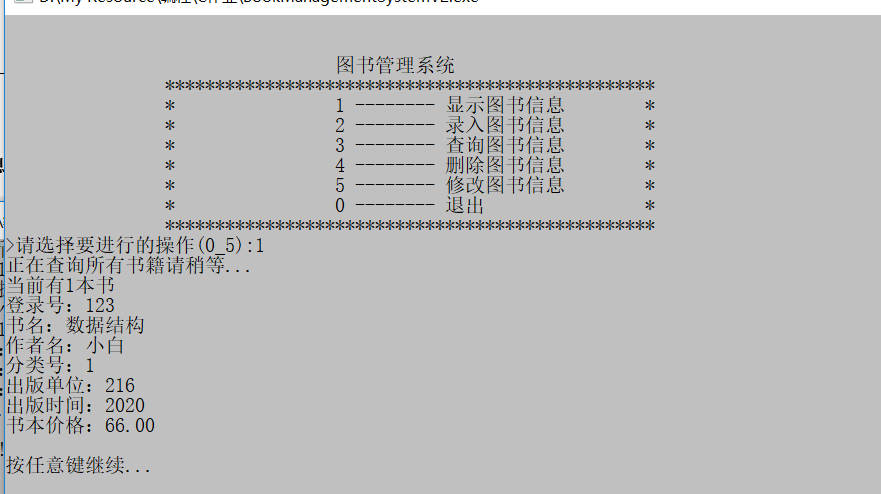 图书管理系统
*************************************************
* 1 -------- 显示图书信息 *
* 2 -------- 录入图书信息 *
* 3 -------- 查询图书信息 *
* 4 -------- 删除图书信息 *
* 5 -------- 修改图书信息 *
* 0 -------- 退出 *
*************************************************
>请选择要进行的操作(0_5):1
正在查询所有书籍请稍等...
当前有1本书
登录号：123
书名：数据结构
作者名：小白
分类号：1
出版单位：216
出版时间：2020
书本价格：66.00
按任意键继续...